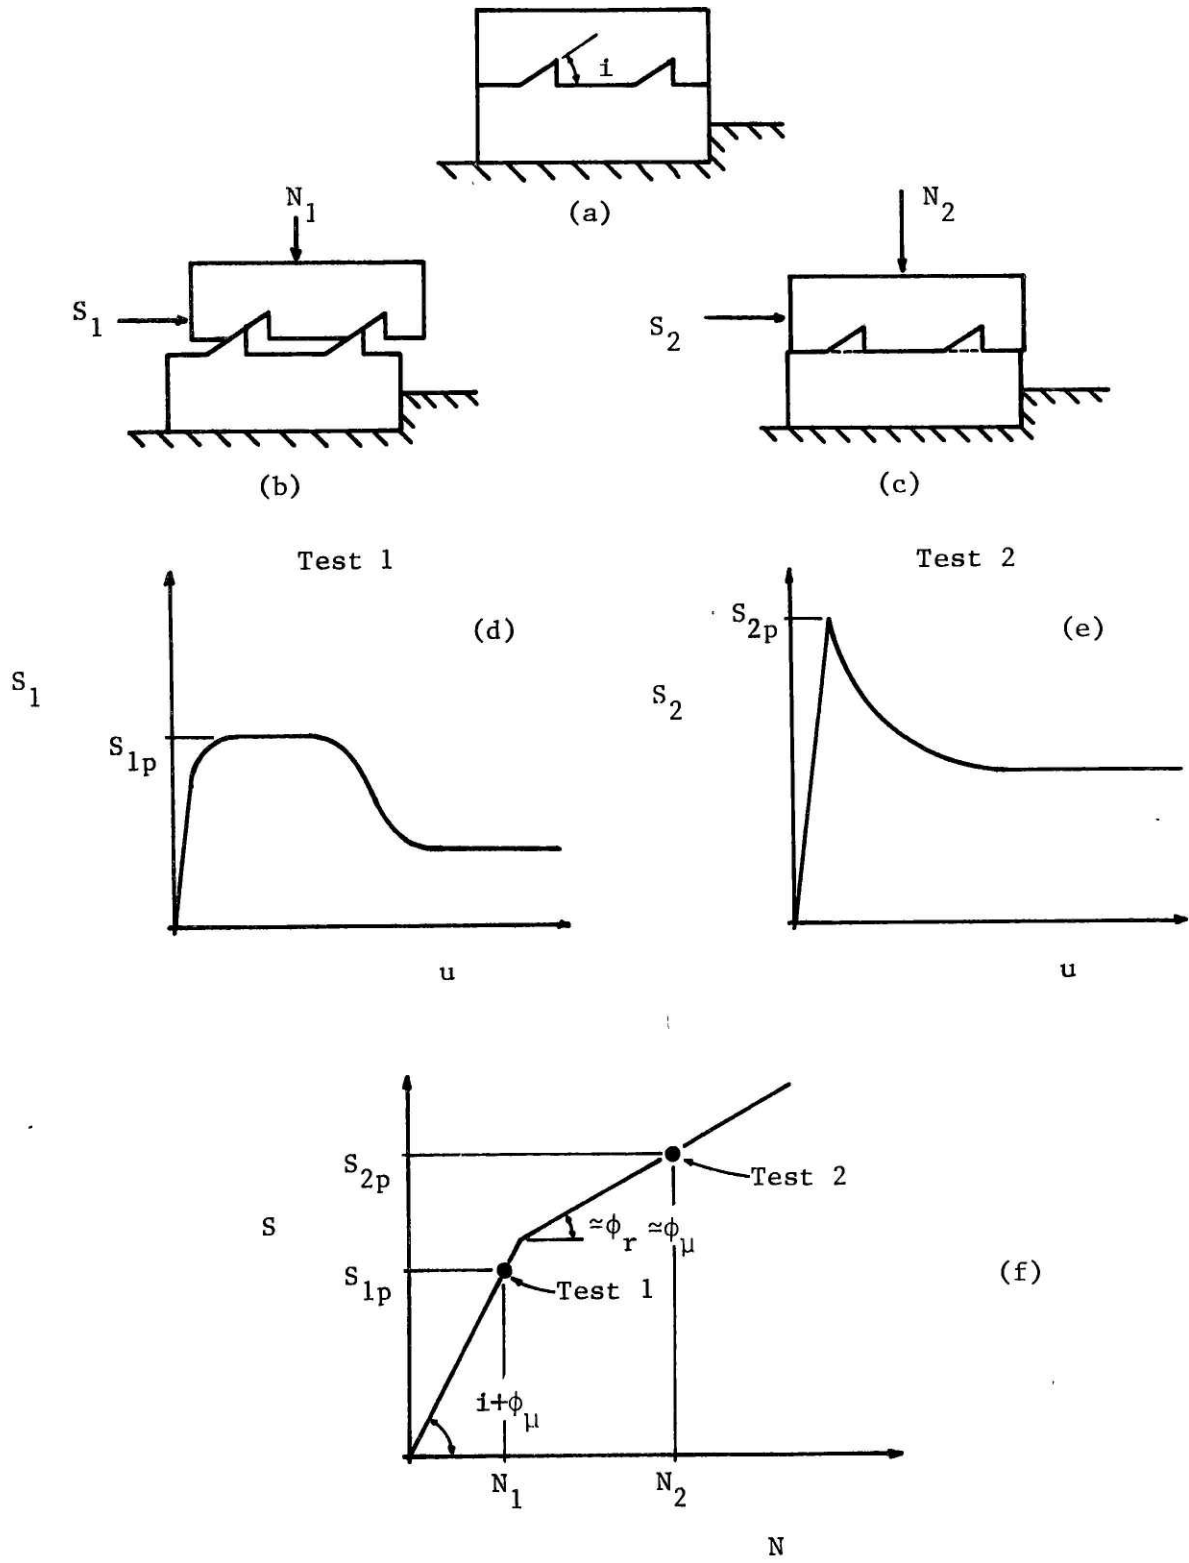 i
(a)
N₁
S₁
(b)
N₂
S₂
(c)
Test 1
(d)
S₁
S₁ₚ
u
Test 2
(e)
S₂
S₂ₚ
u
S₂ₚ
Test 2
S
≃ϕᵣ ≃ϕμ
S₁ₚ
Test 1
(f)
i+ϕμ
N₁
N₂
N